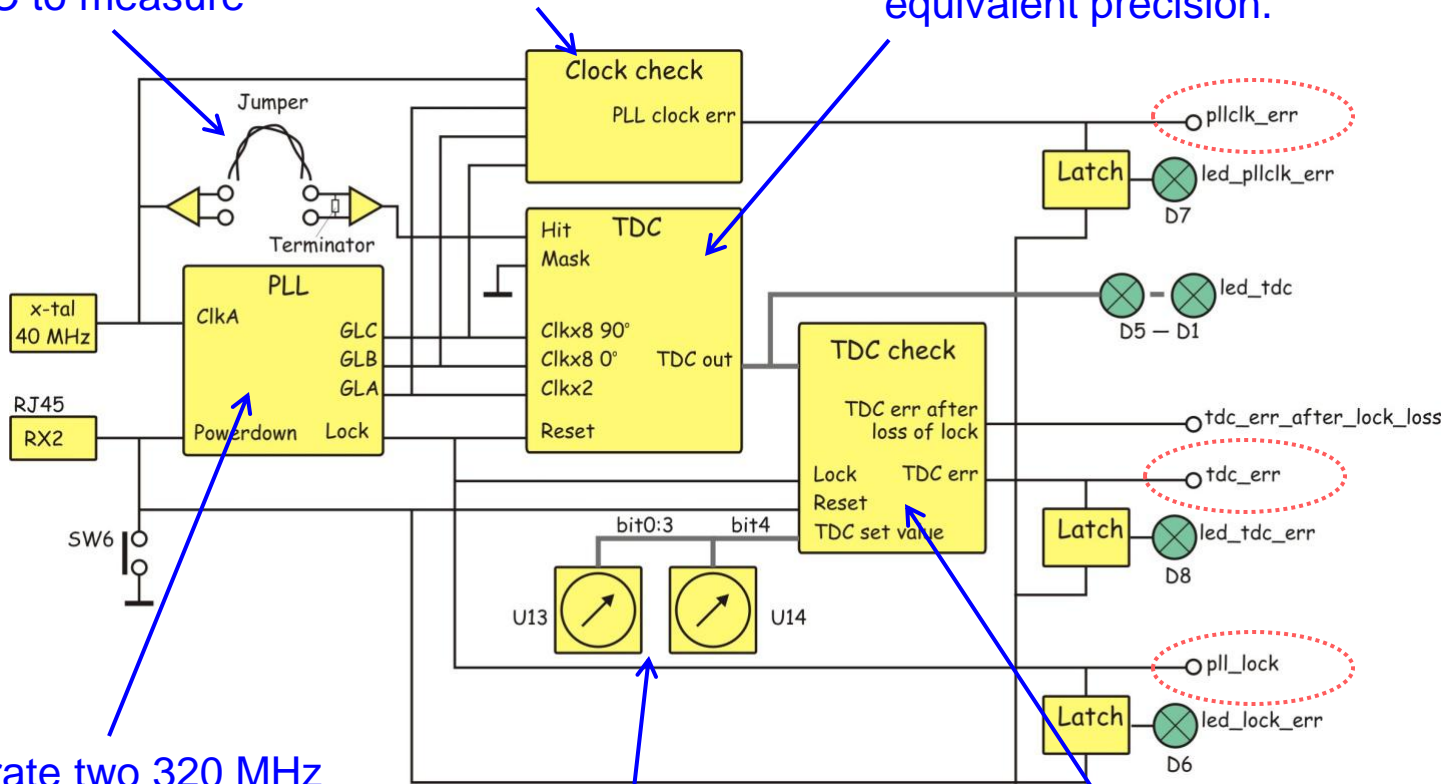 to measure
equivalent precision.
Clock check
PLL clock err
pllclk_err
Jumper
Latch
led_pllclk_err
D7
Terminator
Hit
TDC
Mask
Clkx8 90°
Clkx8 0°
Clkx2
Reset
TDC out
led_tdc
D5 — D1
x-tal
40 MHz
PLL
ClkA
GLC
GLB
GLA
Powerdown
Lock
RJ45
RX2
TDC check
TDC err after
loss of lock
Lock
TDC err
Reset
TDC set value
tdc_err_after_lock_loss
tdc_err
Latch
led_tdc_err
D8
SW6
bit0:3
bit4
U13
U14
pll_lock
Latch
led_lock_err
D6
rate two 320 MHz